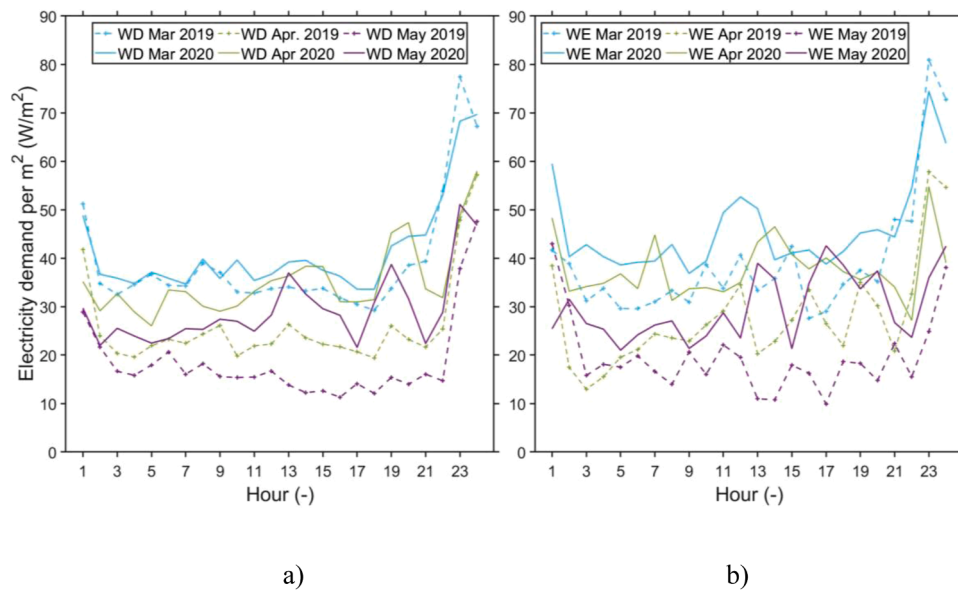 Electricity demand per m² (W/m²)
90
80
70
60
50
40
30
20
10
0
WD Mar 2019 WD Apr. 2019 WD May 2019
WD Mar 2020 WD Apr 2020 WD May 2020
1 3 5 7 9 11 13 15 17 19 21 23
Hour (-)
a)
90
80
70
60
50
40
30
20
10
0
WE Mar 2019 WE Apr 2019 WE May 2019
WE Mar 2020 WE Apr 2020 WE May 2020
1 3 5 7 9 11 13 15 17 19 21 23
Hour (-)
b)